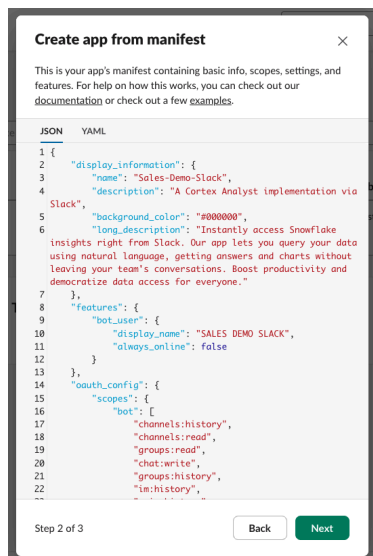 Create app from manifest
This is your app's manifest containing basic info, scopes, settings, and
features. For help on how this works, you can check out our
documentation or check out a few examples.
JSON YAML
1 {
2 "display_information": {
3 "name": "Sales-Demo-Slack",
4 "description": "A Cortex Analyst implementation via
Slack",
5 "background_color": "#000000",
6 "long_description": "Instantly access Snowflake
insights right from Slack. Our app lets you query your data
using natural language, getting answers and charts without
leaving your team's conversations. Boost productivity and
democratize data access for everyone."
7 },
8 "features": {
9 "bot_user": {
10 "display_name": "SALES DEMO SLACK",
11 "always_online": false
12 }
13 },
14 "oauth_config": {
15 "scopes": {
16 "bot": [
17 "channels:history",
18 "channels:read",
19 "groups:read",
20 "chat:write",
21 "groups:history",
22 "im:history",
Step 2 of 3
Back
Next